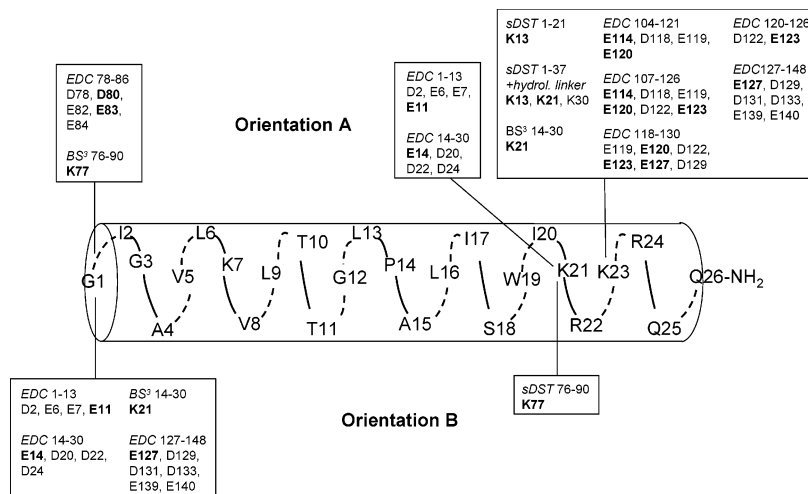 EDC 78-86
D78, D80,
E82, E83,
E84
BS³ 76-90
K77
Orientation A
EDC 1-13
D2, E6, E7,
E11
EDC 14-30
E14, D20,
D22, D24
sDST 1-21
K13
sDST 1-37
+hydrol. linker
K13, K21, K30
BS³ 14-30
K21
EDC 104-121
E114, D118, E119,
E120
EDC 107-126
E114, D118, E119,
E120, D122, E123
EDC 118-130
E119, E120, D122,
E123, E127, D129
EDC 120-126
D122, E123
EDC127-148
E127, D129,
D131, D133,
E139, E140
G1 I2 G3 A4 V5 L6 K7 V8 L9 T10 T11 G12 L13 P14 A15 L16 I17 S18 W19 I20 K21 R22 K23 R24 Q25 Q26-NH₂
EDC 1-13
D2, E6, E7, E11
EDC 14-30
E14, D20, D22,
D24
BS³ 14-30
K21
EDC 127-148
E127, D129,
D131, D133,
E139, E140
Orientation B
sDST 76-90
K77